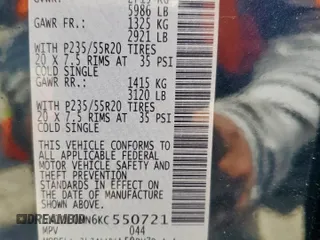 5986 LB
GAWR FR.: 1325 KG
2921 LB
WITH P235/55R20 TIRES
20 X 7.5 RIMS AT 35 PSI
COLD SINGLE
GAWR RR.: 1415 KG
3120 LB
WITH P235/55R20 TIRES
20 X 7.5 RIMS AT 35 PSI
COLD SINGLE
THIS VEHICLE CONFORMS
TO ALL APPLICABLE FEDERAL
MOTOR VEHICLE SAFETY AND
THEFT PREVENTION
STANDARDS IN EFFECT ON
THE DATE OF MANUFACTURE
SHOWN ABOVE.
550721
MPV 044